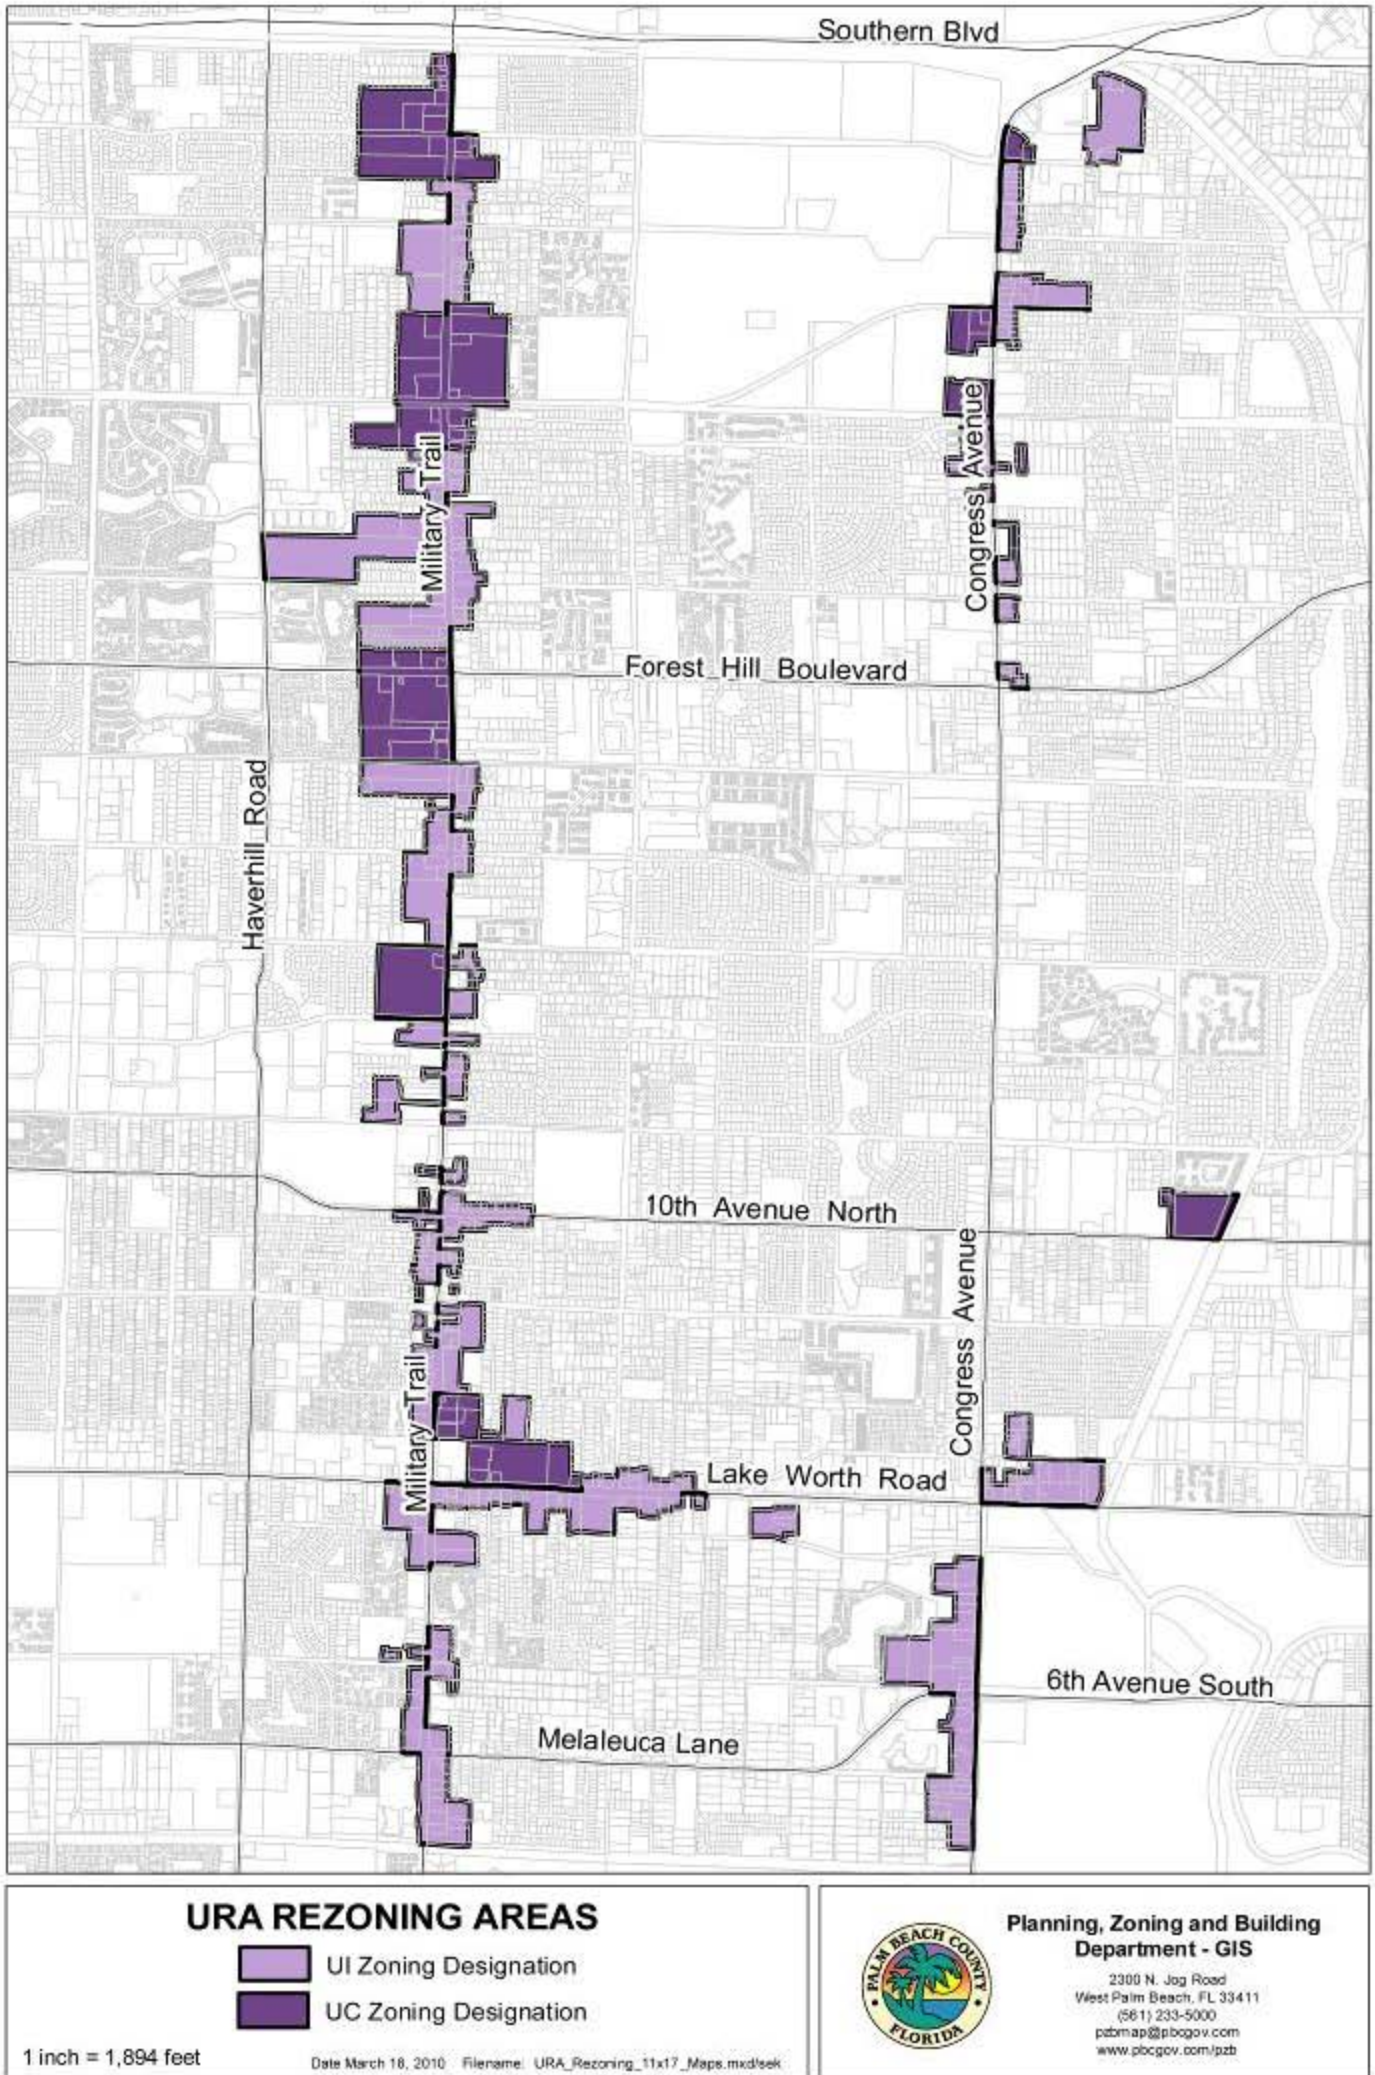 Southern Blvd
Military Trail
Congress Avenue
Congress Avenue
Forest Hill Boulevard
Haverhill Road
10th Avenue North
Congress Avenue
Military Trail
Lake Worth Road
6th Avenue South
Melaleuca Lane
URA REZONING AREAS
UI Zoning Designation
UC Zoning Designation
1 inch = 1,894 feet
Date March 18, 2010 Filename: URA_Rezoning_11x17_Maps.mxd/sek
PALM BEACH COUNTY
FLORIDA
Planning, Zoning and Building
Department - GIS
2300 N. Jog Road
West Palm Beach, FL 33411
(561) 233-5000
pzbmap@pbcgov.com
www.pbcgov.com/pzb